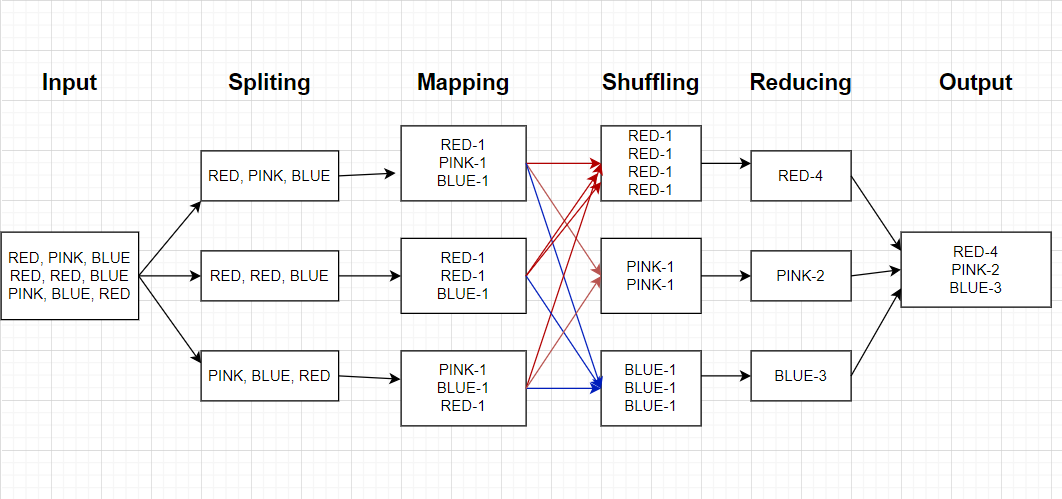 Input
Spliting
Mapping
Shuffling
Reducing
Output
RED, PINK, BLUE
RED, RED, BLUE
PINK, BLUE, RED
RED, PINK, BLUE
RED, RED, BLUE
PINK, BLUE, RED
RED-1
PINK-1
BLUE-1
RED-1
RED-1
BLUE-1
PINK-1
BLUE-1
RED-1
RED-1
RED-1
RED-1
RED-1
PINK-1
PINK-1
BLUE-1
BLUE-1
BLUE-1
RED-4
PINK-2
BLUE-3
RED-4
PINK-2
BLUE-3